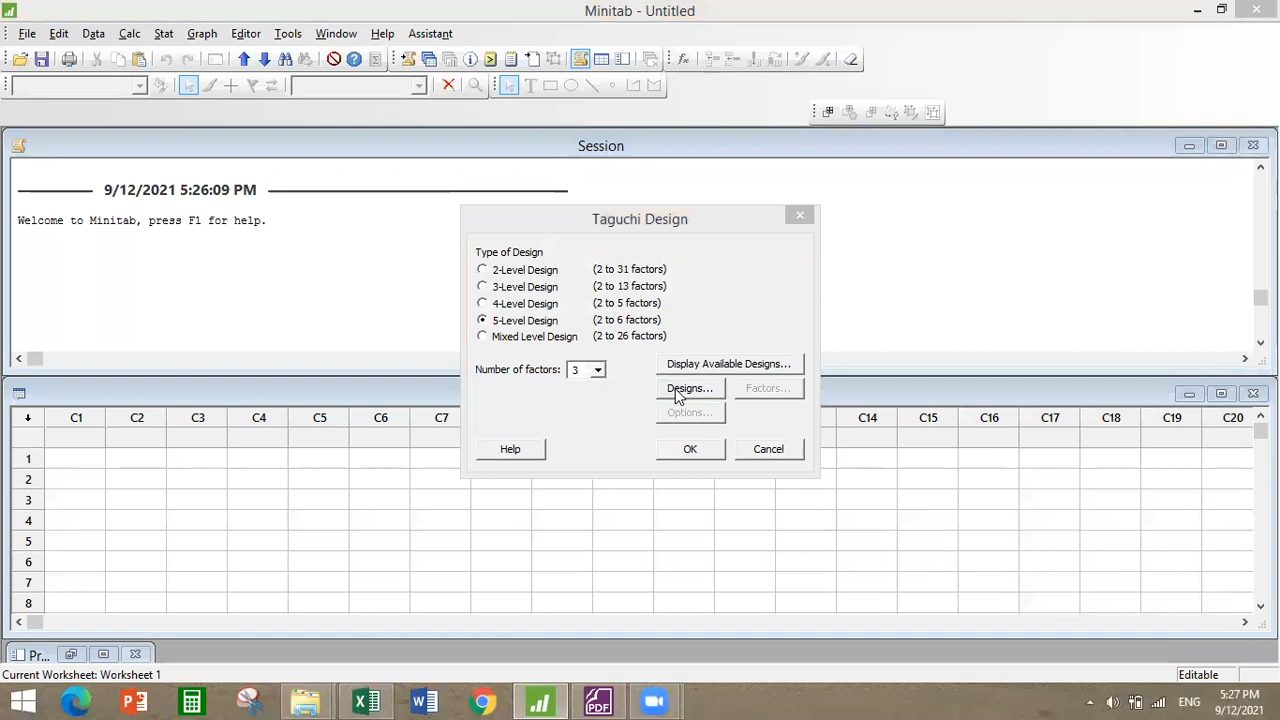 Minitab - Untitled
File Edit Data Calc Stat Graph Editor Tools Window Help Assistant
Session
9/12/2021 5:26:09 PM
Welcome to Minitab, press F1 for help.
Taguchi Design
Type of Design
2-Level Design (2 to 31 factors)
3-Level Design (2 to 13 factors)
4-Level Design (2 to 5 factors)
5-Level Design (2 to 6 factors)
Mixed Level Design (2 to 26 factors)
Number of factors: 3
Display Available Designs...
Designs... Factors...
Options...
Help OK Cancel
C1 C2 C3 C4 C5 C6 C7 C14 C15 C16 C17 C18 C19 C20
1
2
3
4
5
6
7
8
Pr...
Current Worksheet: Worksheet 1 Editable
ENG
5:27 PM
9/12/2021
PDF